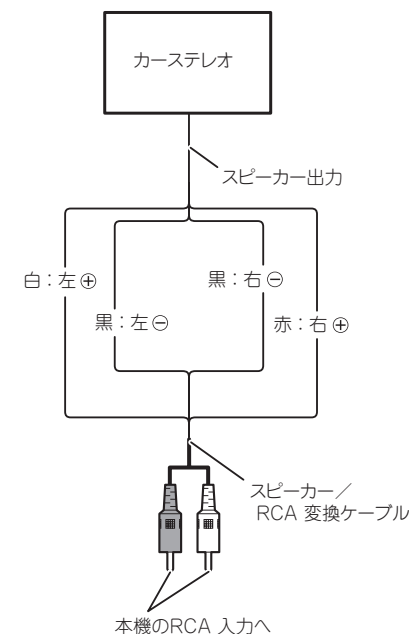 カーステレオ
スピーカー出力
白：左⊕
黒：右⊖
黒：左⊖
赤：右⊕
スピーカー／
RCA 変換ケーブル
本機のRCA 入力へ